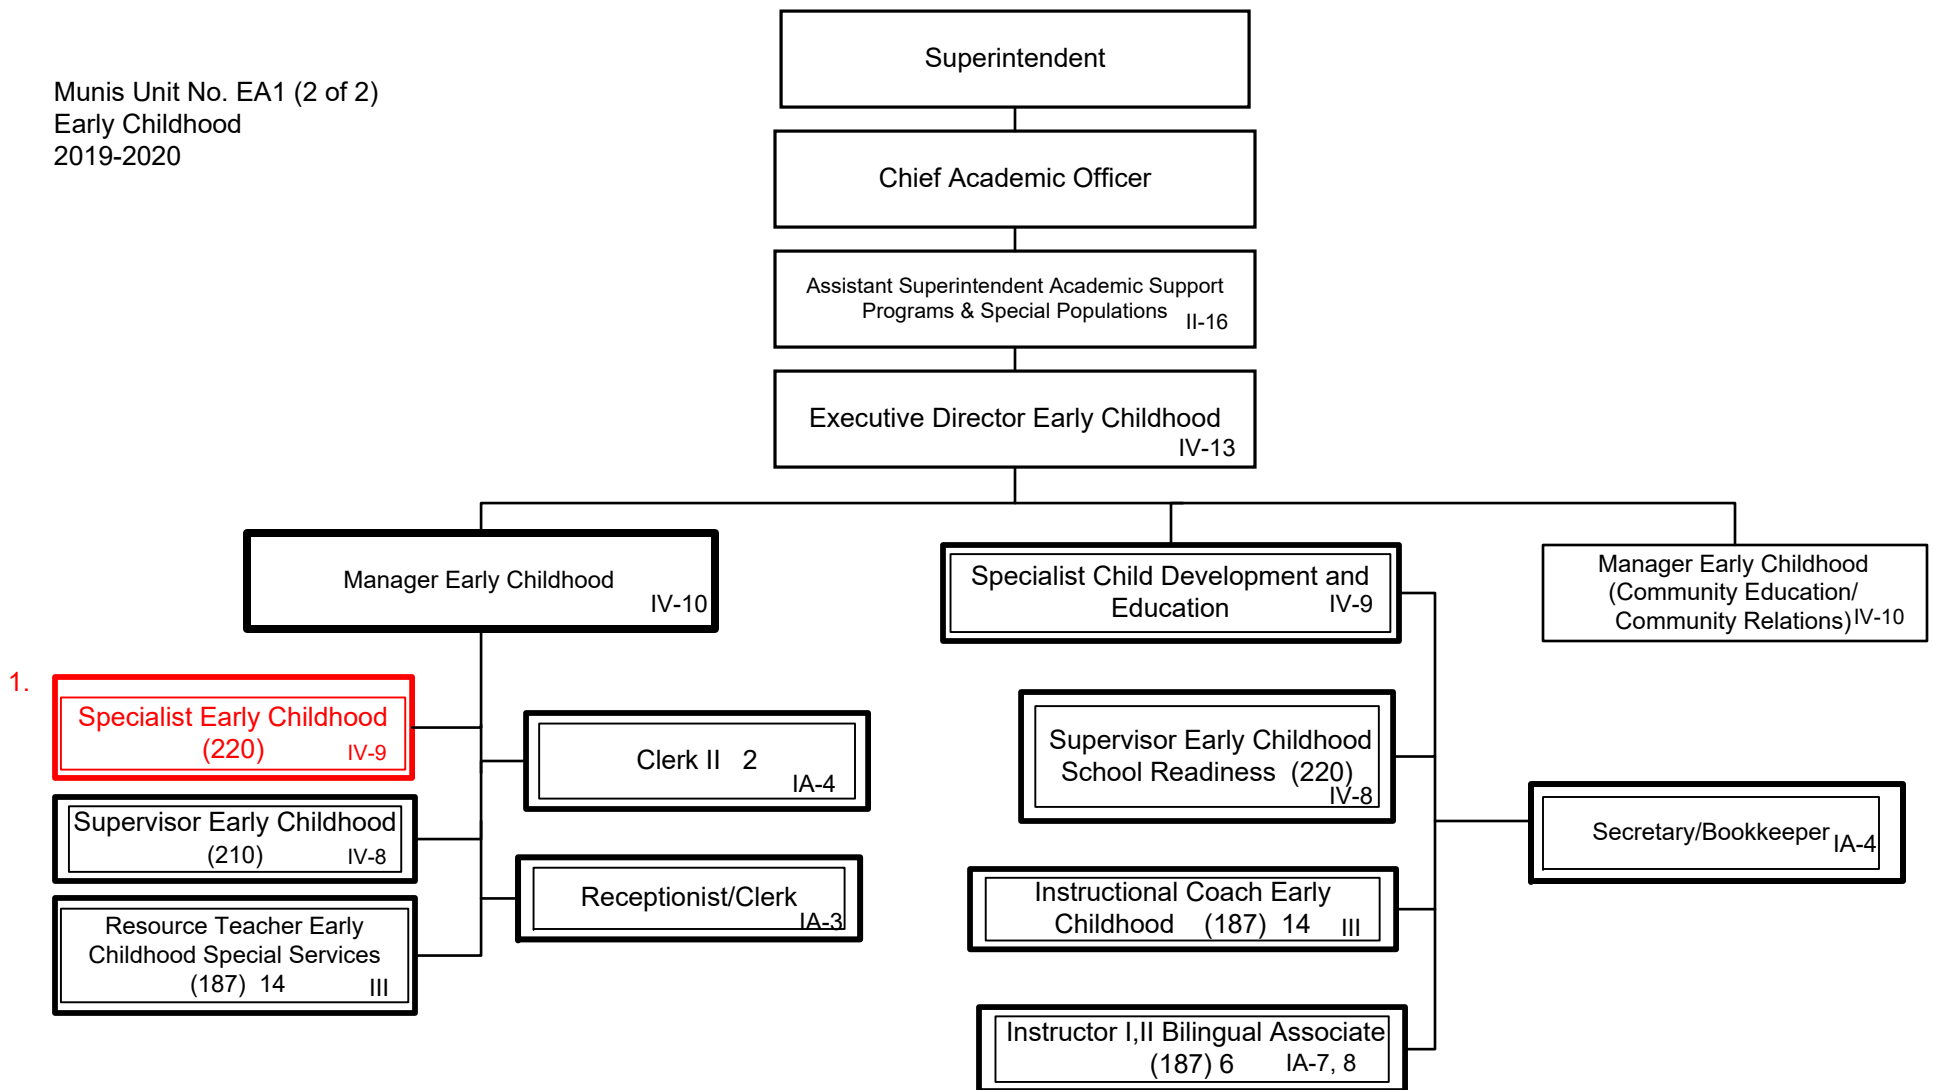 Munis Unit No. EA1 (2 of 2)
Early Childhood
2019-2020
Superintendent
Chief Academic Officer
Assistant Superintendent Academic Support
Programs & Special Populations II-16
Executive Director Early Childhood
IV-13
Manager Early Childhood
IV-10
Specialist Child Development and
Education IV-9
Manager Early Childhood
(Community Education/
Community Relations) IV-10
1.
Specialist Early Childhood
(220) IV-9
Supervisor Early Childhood
(210) IV-8
Resource Teacher Early
Childhood Special Services
(187) 14 III
Clerk II 2
IA-4
Receptionist/Clerk
IA-3
Supervisor Early Childhood
School Readiness (220)
IV-8
Instructional Coach Early
Childhood (187) 14 III
Instructor I,II Bilingual Associate
(187) 6 IA-7, 8
Secretary/Bookkeeper IA-4